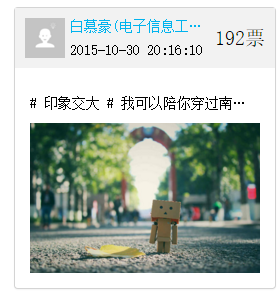 白慕豪(电子信息工…
2015-10-30 20:16:10
192票
# 印象交大 # 我可以陪你穿过南…